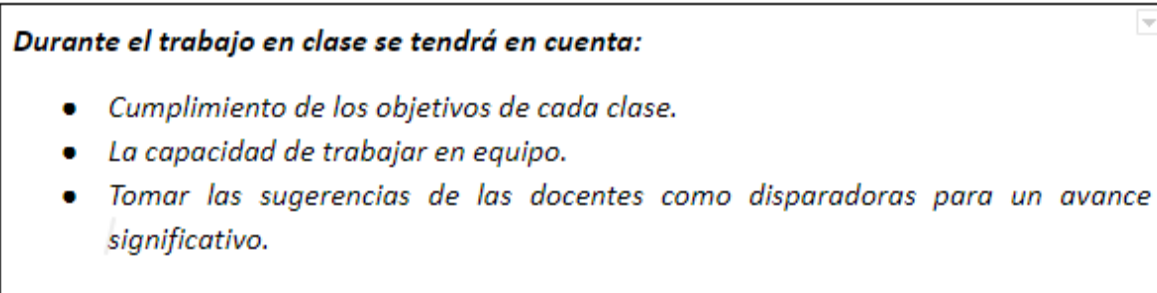 Durante el trabajo en clase se tendrá en cuenta:
● Cumplimiento de los objetivos de cada clase.
● La capacidad de trabajar en equipo.
● Tomar las sugerencias de las docentes como disparadoras para un avance
significativo.